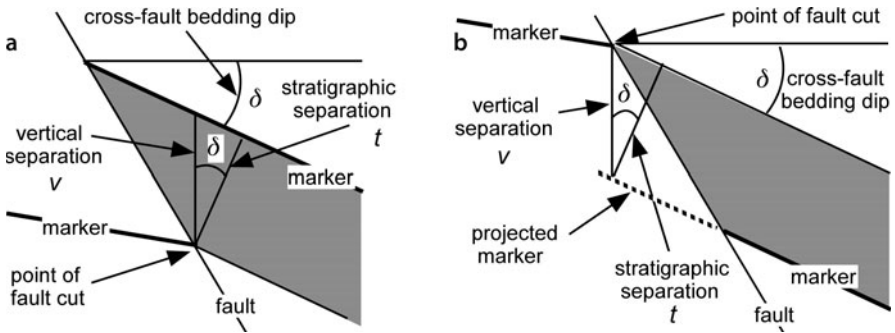 a
cross-fault bedding dip
δ
stratigraphic
separation
t
vertical
separation
v
δ
marker
marker
point of
fault cut
fault
b
marker
point of fault cut
δ
cross-fault
bedding dip
vertical
separation
v
δ
projected
marker
stratigraphic
separation
t
marker
fault